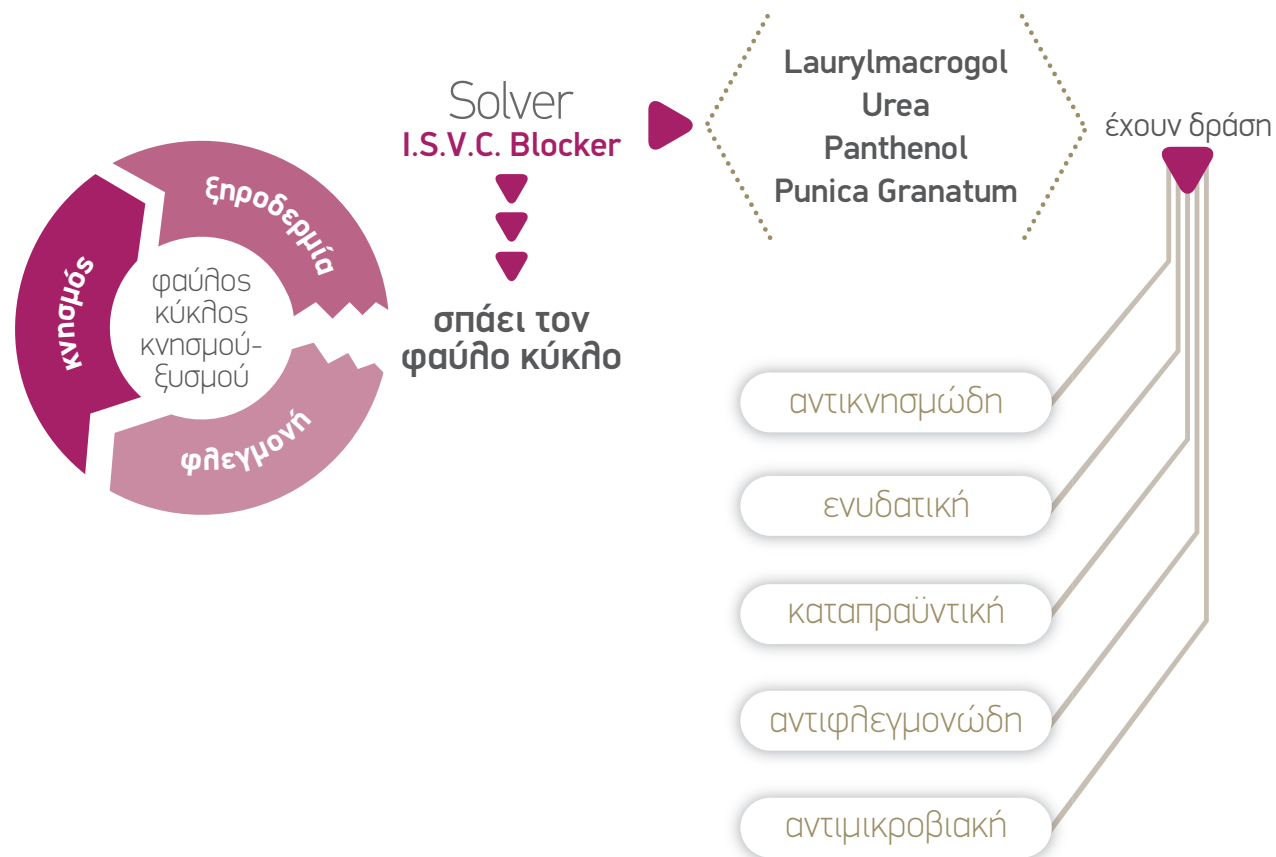 κνησμός
ξηροδερμία
φλεγμονή
φαύλος
κύκλος
κνησμού-
ξυσμού
Solver
I.S.V.C. Blocker
σπάει τον
φαύλο κύκλο
Laurylmacrogol
Urea
Panthenol
Punica Granatum
έχουν δράση
αντικνησμώδη
ενυδατική
καταπραϋντική
αντιφλεγμονώδη
αντιμικροβιακή